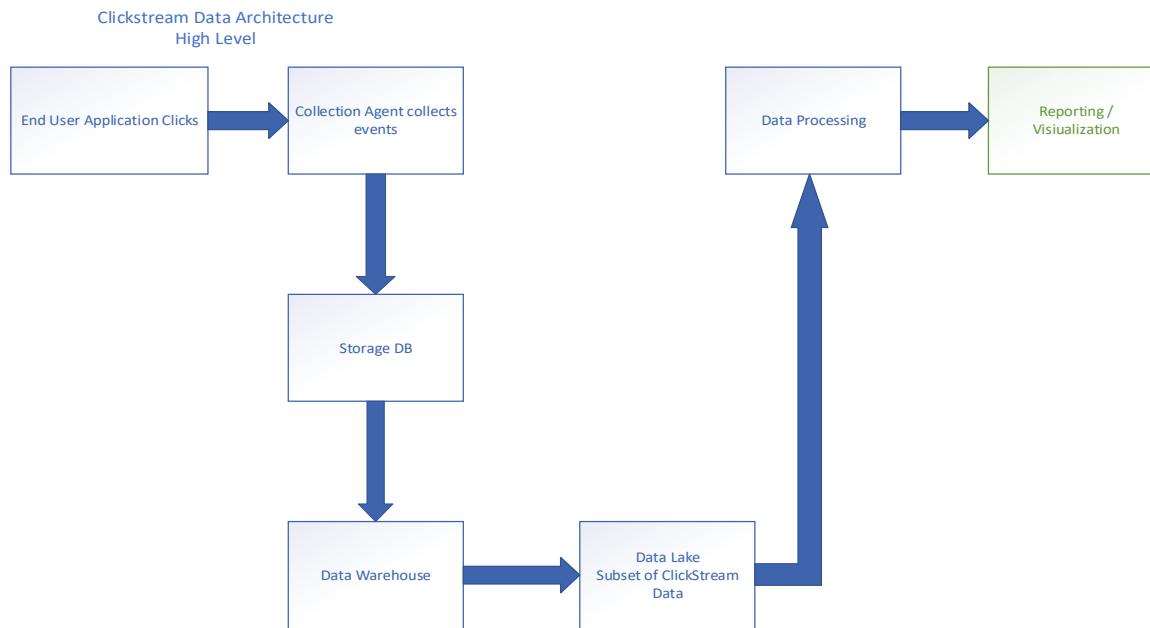 Clickstream Data Architecture
High Level
End User Application Clicks
Collection Agent collects
events
Data Processing
Reporting /
Visiualization
Storage DB
Data Warehouse
Data Lake
Subset of ClickStream
Data